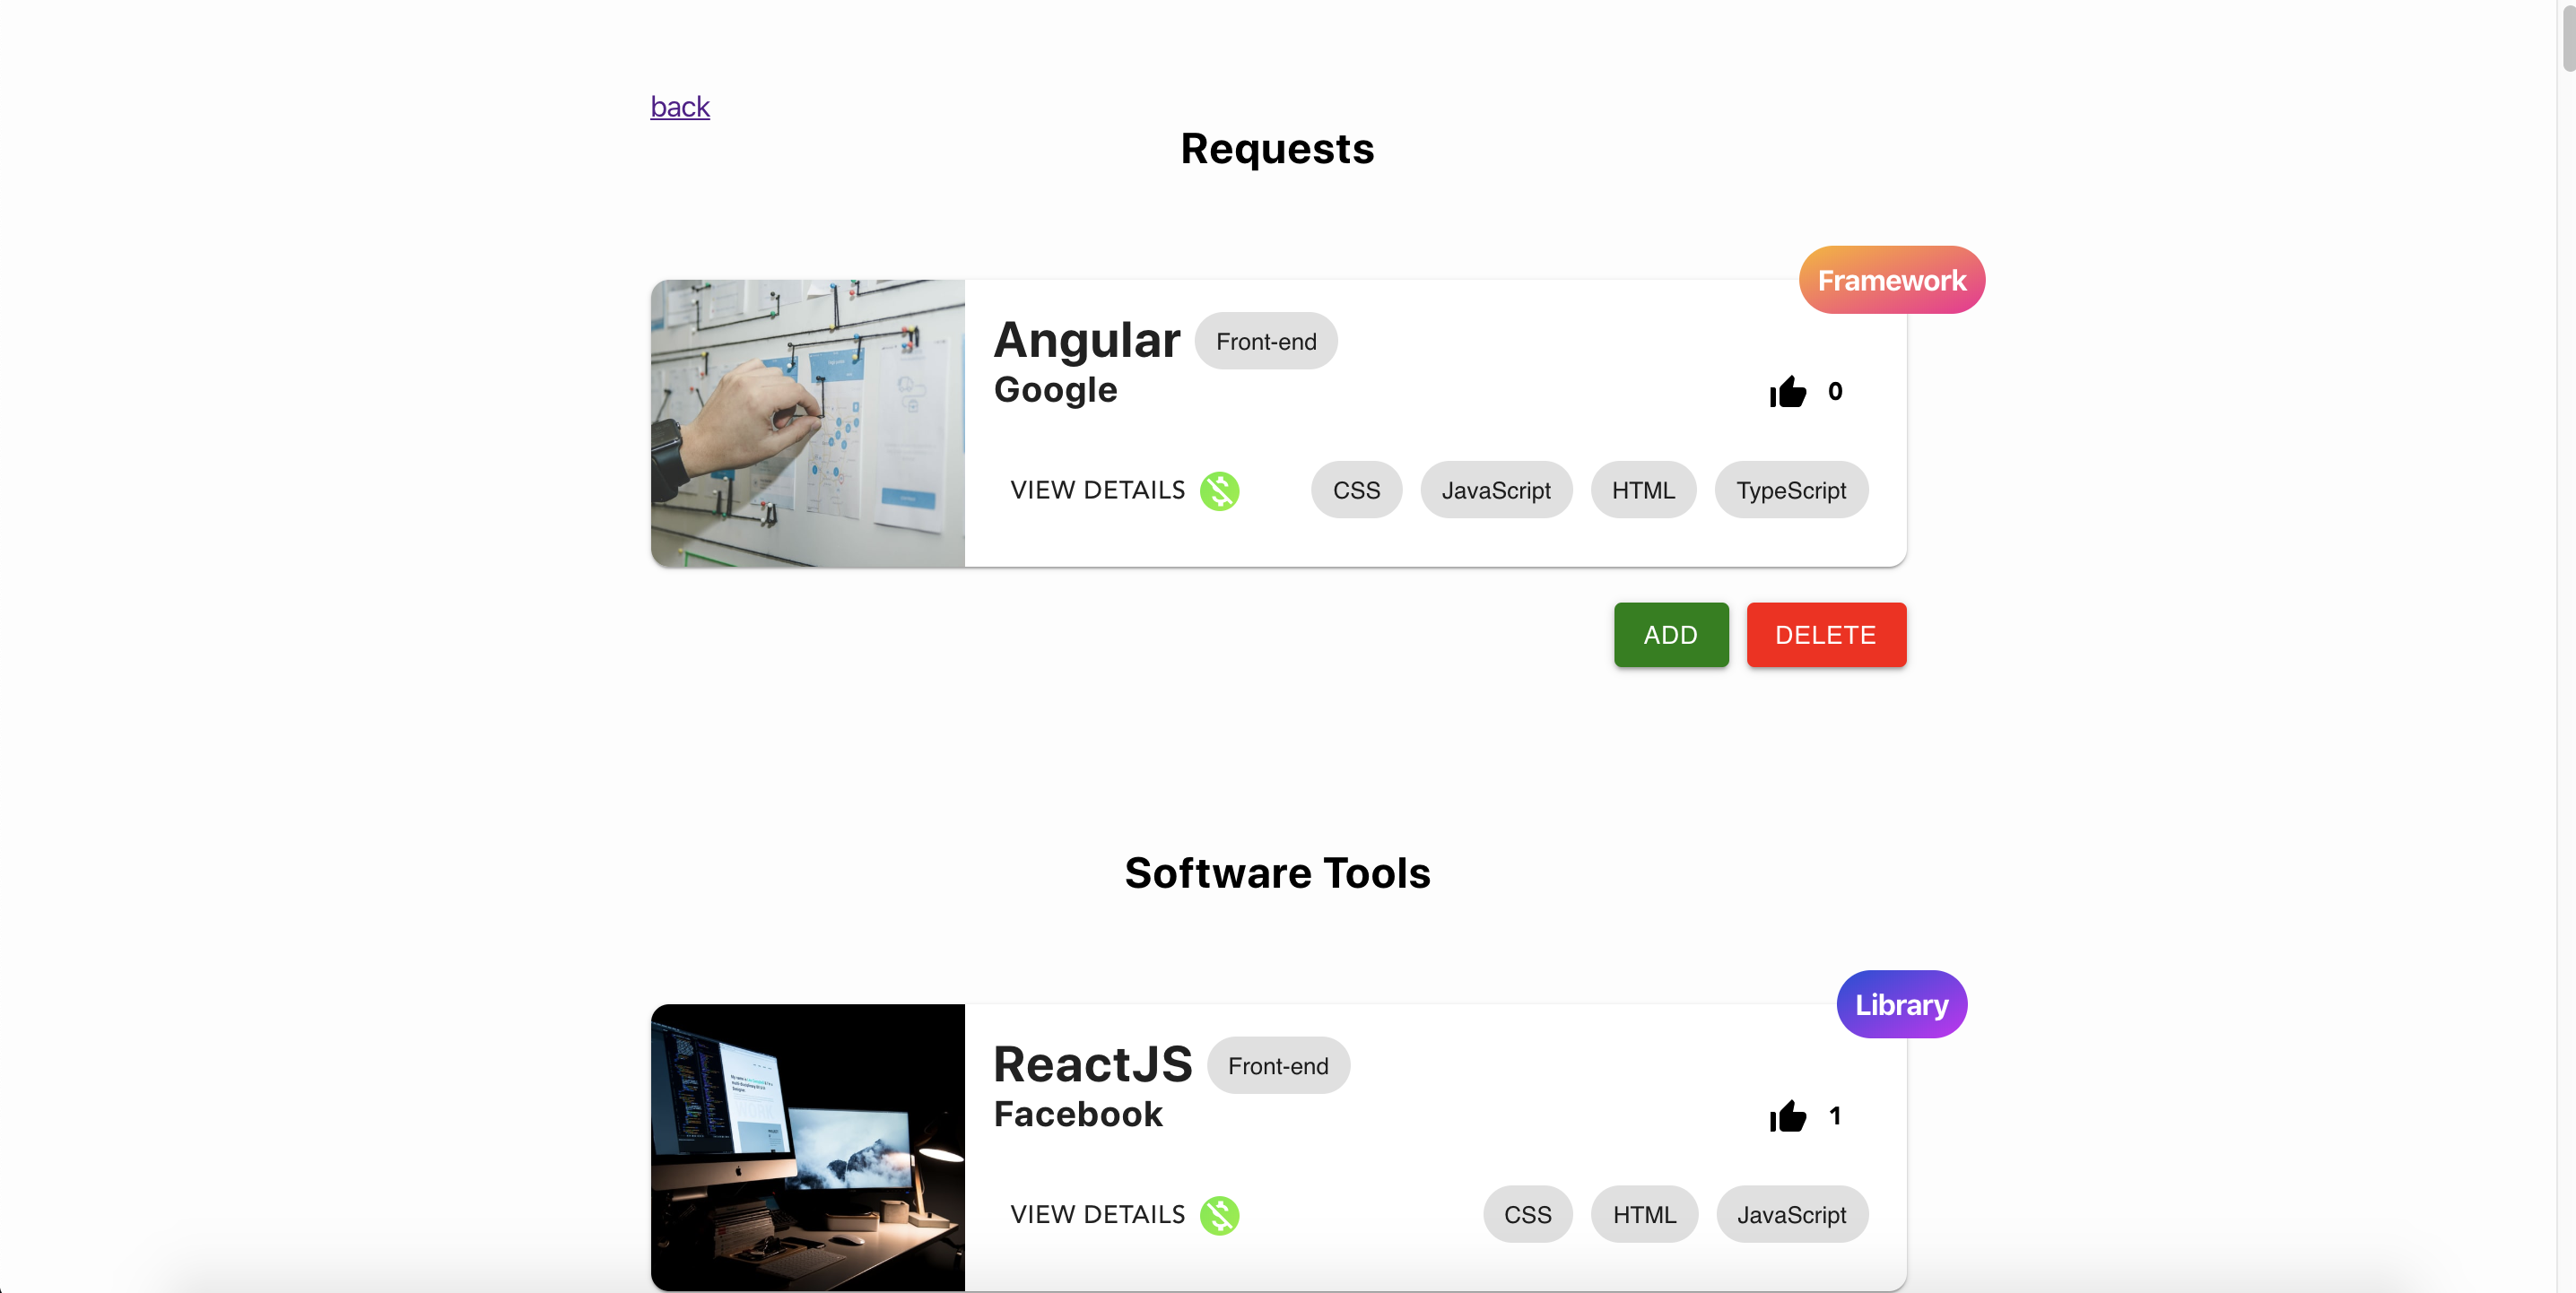 back
Requests
Framework
Angular Front-end
Google
0
VIEW DETAILS CSS JavaScript HTML TypeScript
ADD DELETE
Software Tools
Library
ReactJS Front-end
Facebook
1
VIEW DETAILS CSS HTML JavaScript